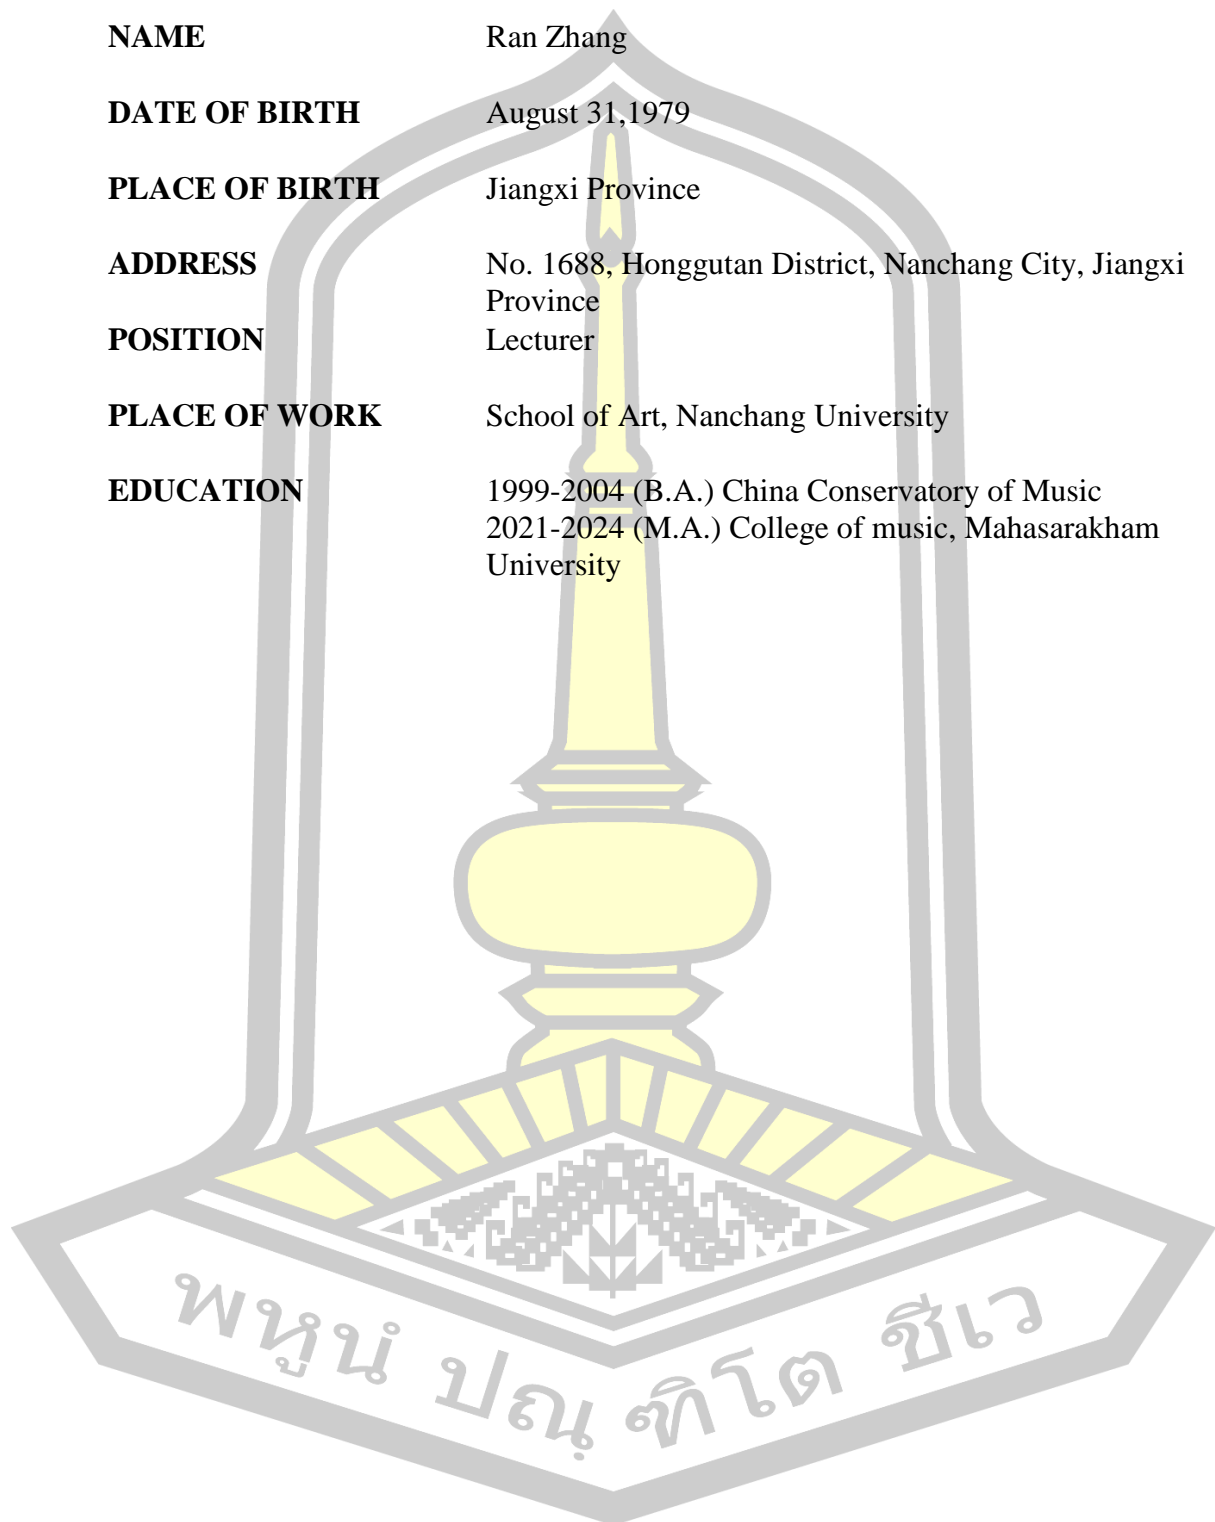 NAME Ran Zhang
DATE OF BIRTH August 31,1979
PLACE OF BIRTH Jiangxi Province
ADDRESS No. 1688, Honggutan District, Nanchang City, Jiangxi
Province
POSITION Lecturer
PLACE OF WORK School of Art, Nanchang University
EDUCATION 1999-2004 (B.A.) China Conservatory of Music
2021-2024 (M.A.) College of music, Mahasarakham
University
พหูนํ ปณฺฑิโต ชีเว